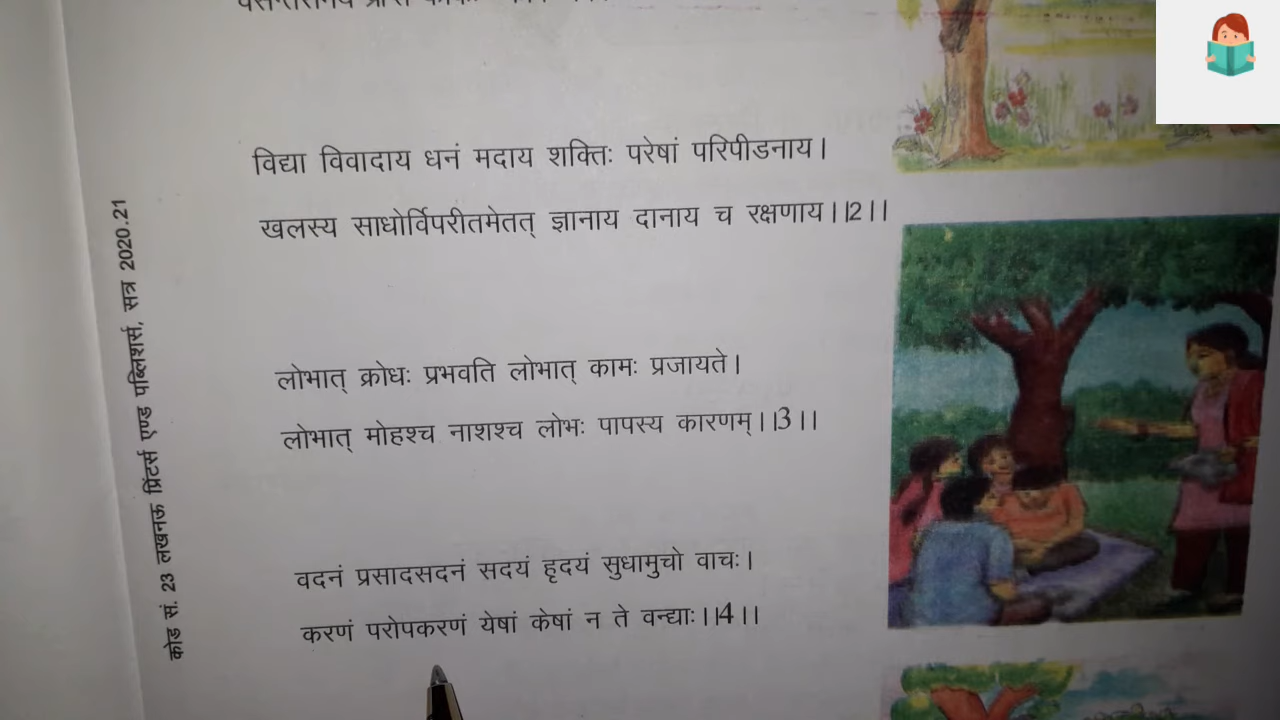 विद्या विवादाय धनं मदाय शक्तिः परेषां परिपीडनाय।
खलस्य साधोर्विपरीतमेतत् ज्ञानाय दानाय च रक्षणाय।।2।।
लोभात् क्रोधः प्रभवति लोभात् कामः प्रजायते।
लोभात् मोहश्च नाशश्च लोभः पापस्य कारणम्।।3।।
वदनं प्रसादसदनं सदयं हृदयं सुधामुचो वाचः।
करणं परोपकरणं येषां केषां न ते वन्द्याः।।4।।
कोड सं. 23 लखनऊ प्रिंटर्स एण्ड पब्लिशर्स, सत्र 2020.21